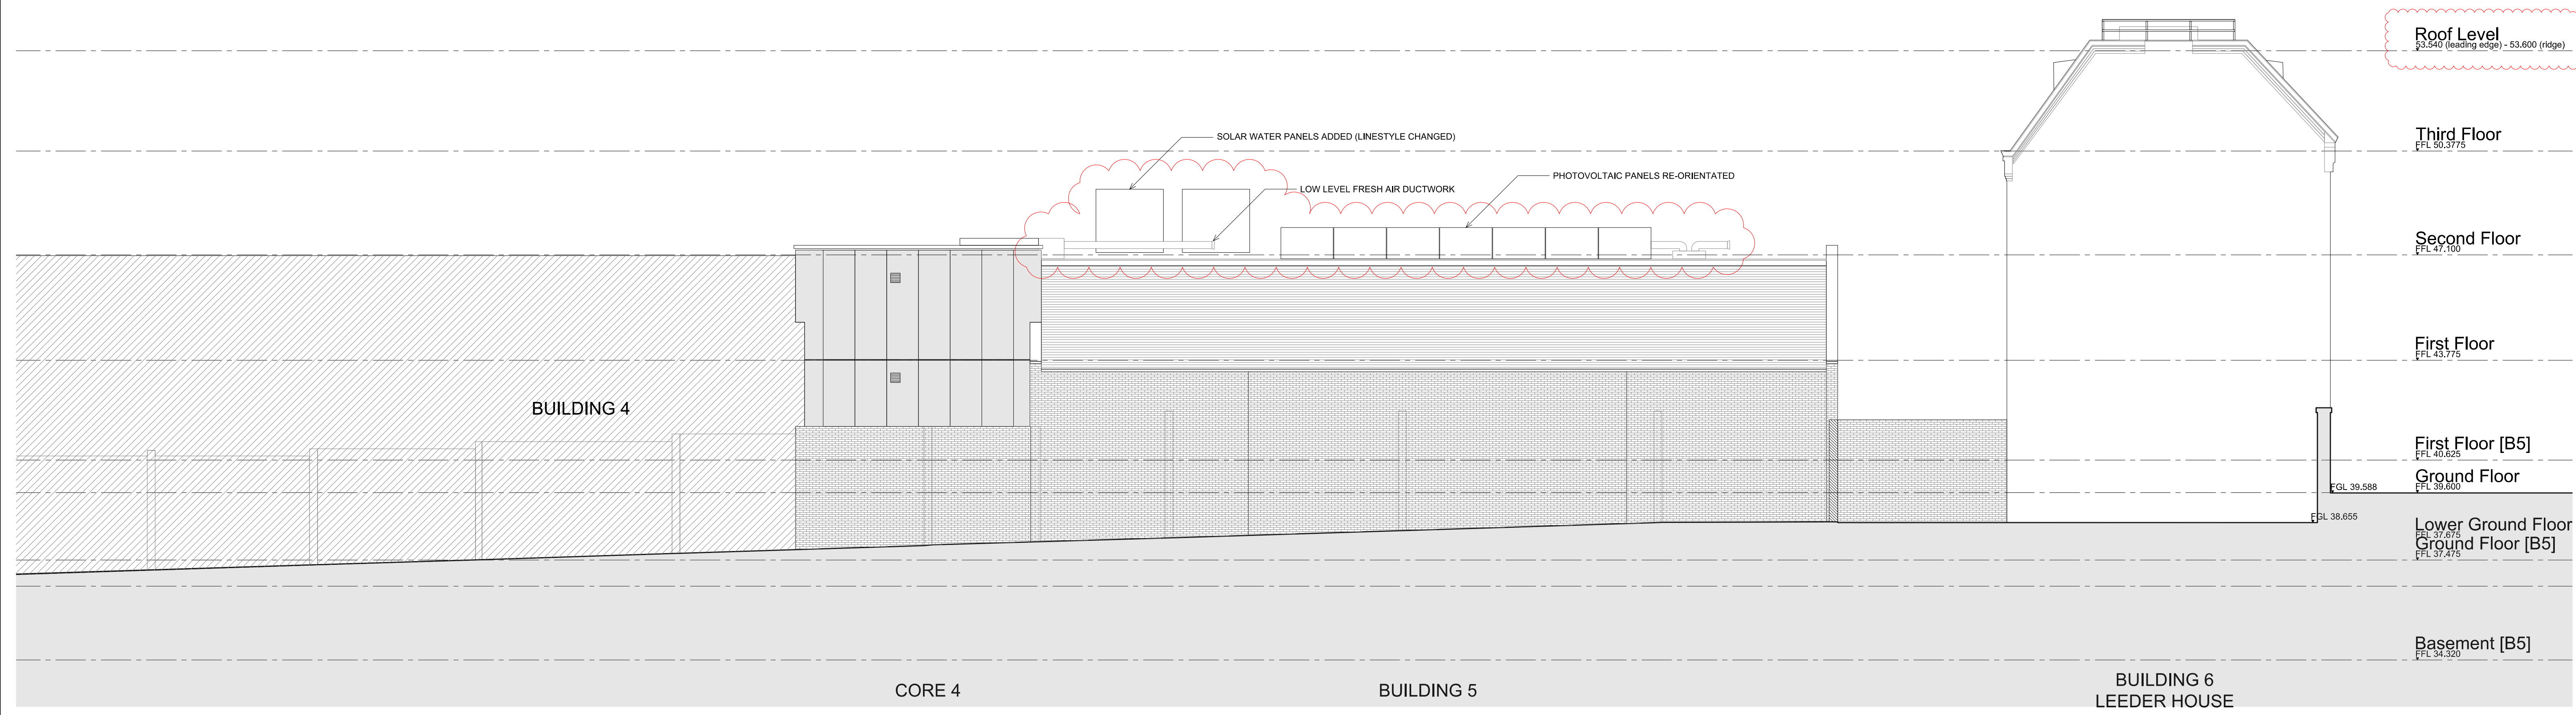 Roof Level
53.540 (leading edge) - 53.600 (ridge)
SOLAR WATER PANELS ADDED (LINESTYLE CHANGED)
Third Floor
FFL 50.3775
PHOTOVOLTAIC PANELS RE-ORIENTATED
LOW LEVEL FRESH AIR DUCTWORK
Second Floor
FFL 47.100
First Floor
FFL 43.775
BUILDING 4
First Floor [B5]
FFL 40.625
Ground Floor
FFL 39.600
FGL 39.588
FGL 38.655
Lower Ground Floor
FFL 37.675
Ground Floor [B5]
FFL 37.475
Basement [B5]
FFL 34.320
CORE 4
BUILDING 5
BUILDING 6
LEEDER HOUSE